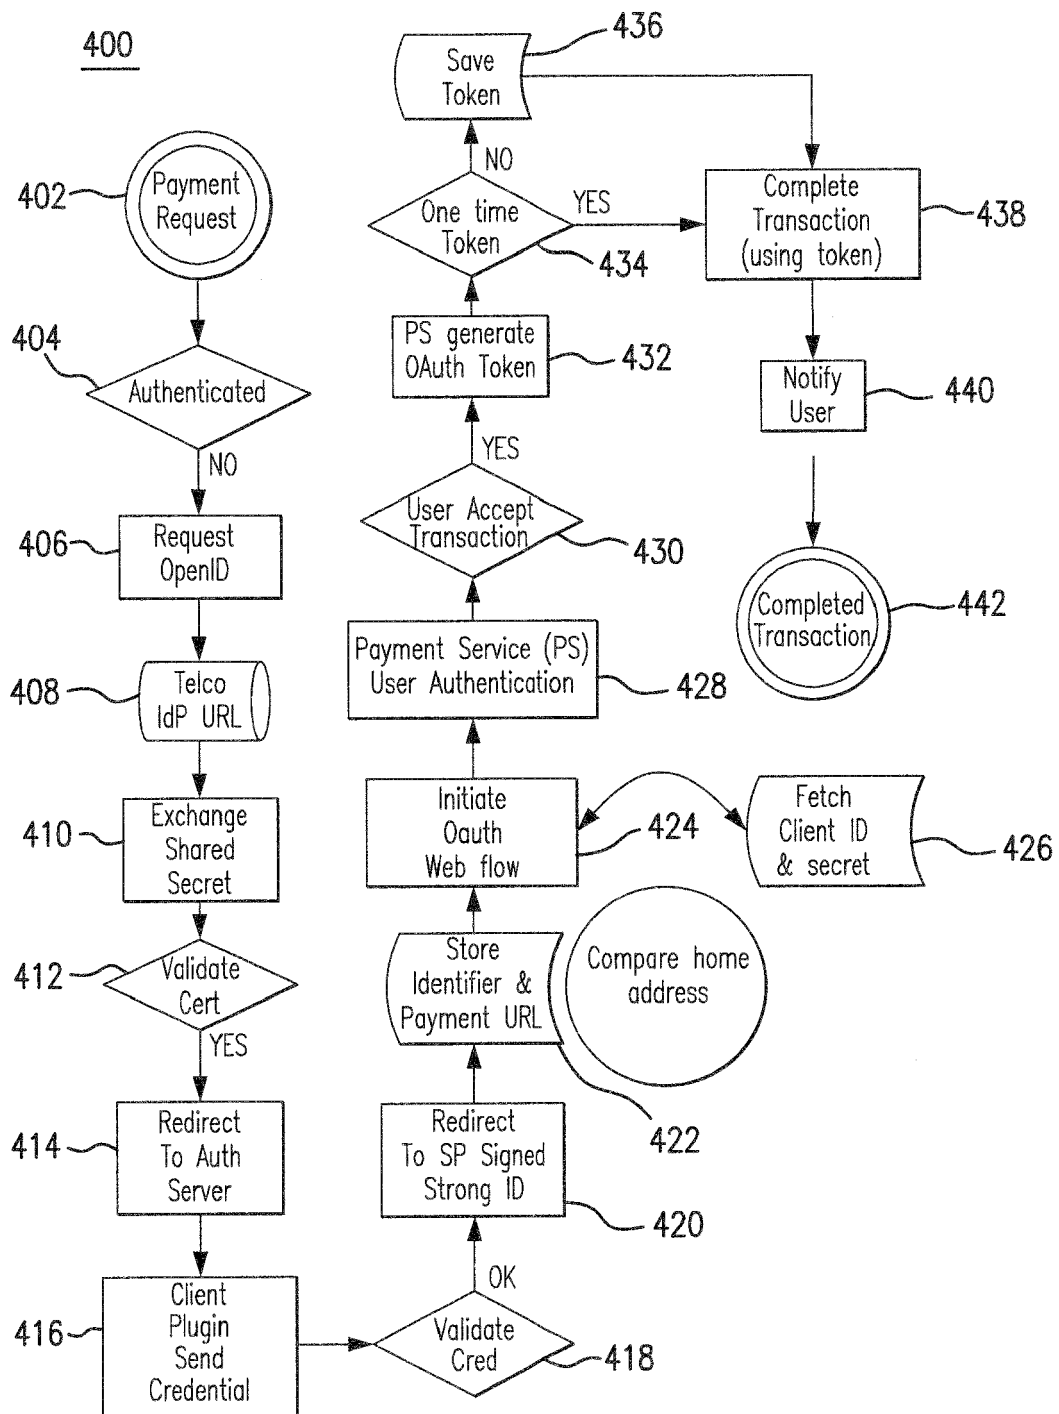 400
402
Payment
Request
404
Authenticated
NO
406
Request
OpenID
408
Telco
IdP URL
410
Exchange
Shared
Secret
412
Validate
Cert
YES
414
Redirect
To Auth
Server
416
Client
Plugin
Send
Credential
Validate
Cred
418
OK
Redirect
To SP Signed
Strong ID
420
Store
Identifier &
Payment URL
422
Compare home
address
Initiate
Oauth
Web flow
424
Fetch
Client ID
& secret
426
Payment Service (PS)
User Authentication
428
User Accept
Transaction
430
YES
PS generate
OAuth Token
432
One time
Token
434
NO
YES
Save
Token
436
Complete
Transaction
(using token)
438
Notify
User
440
Completed
Transaction
442